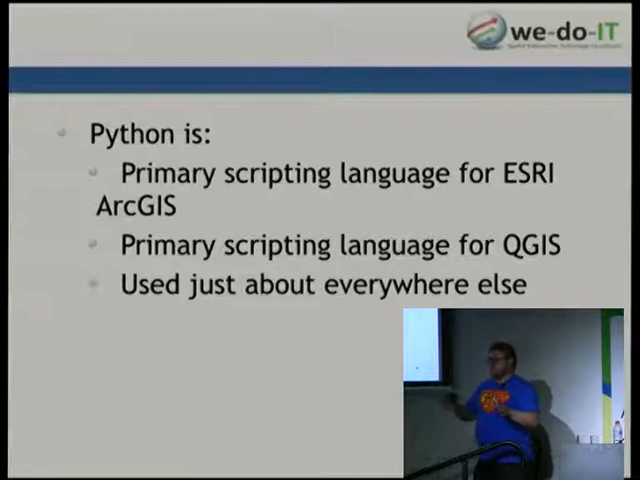 we-do-IT
Python is:
Primary scripting language for ESRI
ArcGIS
Primary scripting language for QGIS
Used just about everywhere else